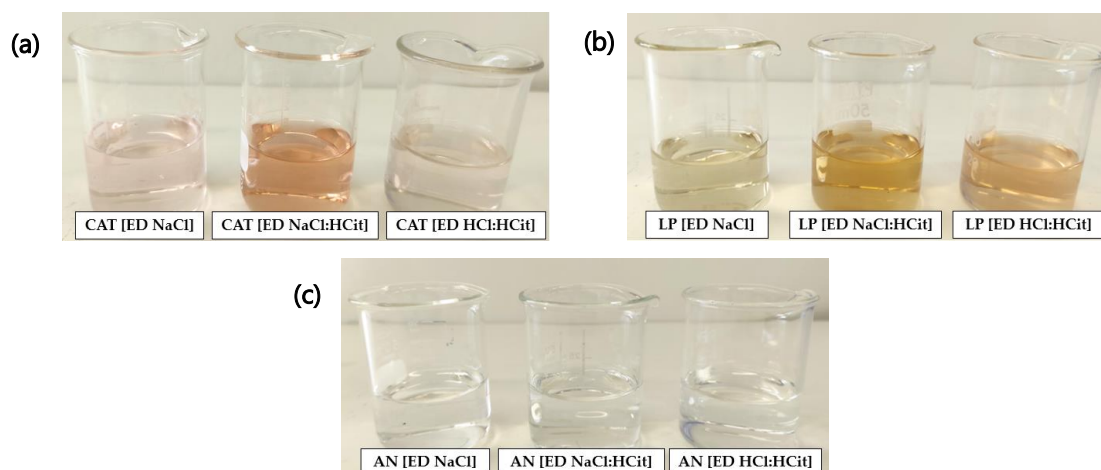 (a)
CAT [ED NaCl]
CAT [ED NaCl:HCit]
CAT [ED HCl:HCit]
(b)
50
LP [ED NaCl]
LP [ED NaCl:HCit]
LP [ED HCl:HCit]
(c)
AN [ED NaCl]
AN [ED NaCl:HCit]
AN [ED HCl:HCit]